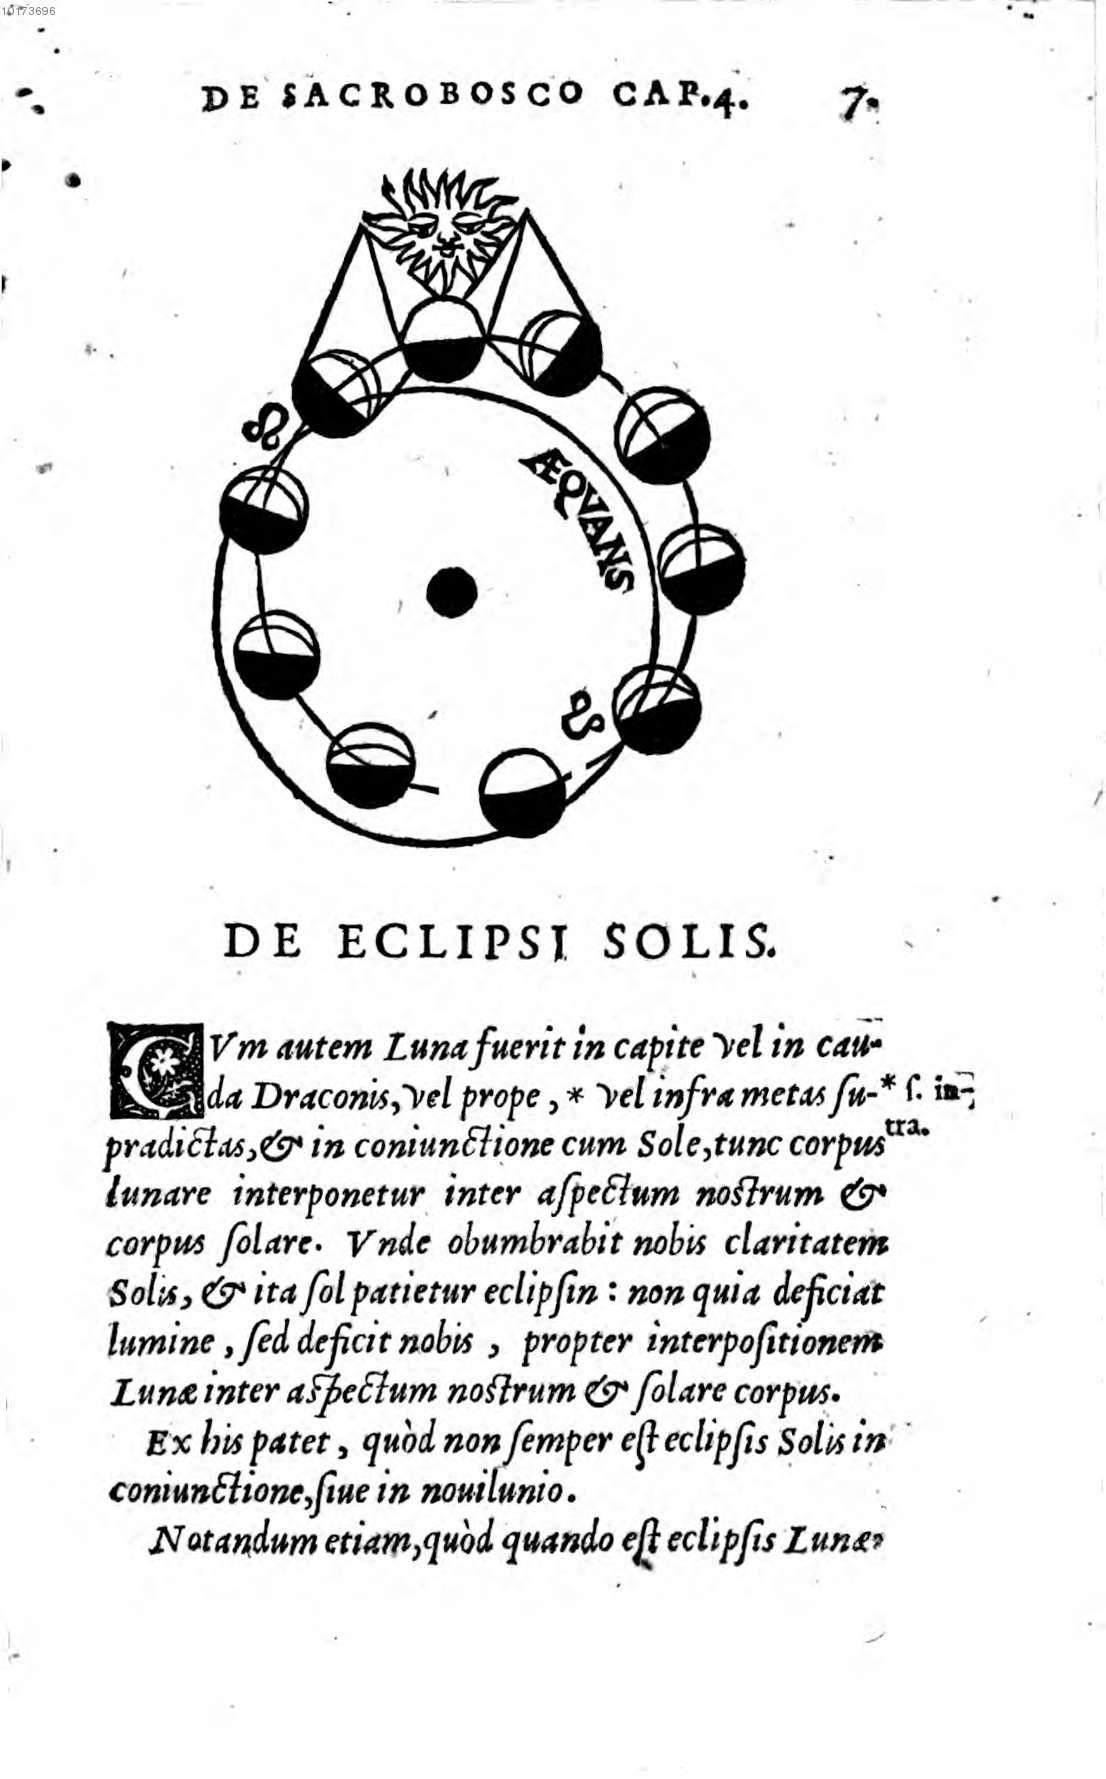 10173696
DE SACROBOSCO CAP.4. 7.
☊
ÆQVANS
☋
DE ECLIPSI SOLIS.
CVm autem Luna fuerit in capite vel in cau-
da Draconis, vel prope, * vel infra metas ſu-
* ſ. in-
tra.
pradictas, & in coniunctione cum Sole, tunc corpus
lunare interponetur inter aſpectum noſtrum &
corpus ſolare. Vnde obumbrabit nobis claritatem
Solis, & ita ſol patietur eclipſin : non quia deficiat
lumine, ſed deficit nobis, propter interpoſitionem
Lunæ inter aſpectum noſtrum & ſolare corpus.
Ex his patet, quòd non ſemper eſt eclipſis Solis in
coniunctione, ſiue in nouilunio.
Notandum etiam, quòd quando eſt eclipſis Lunæ,